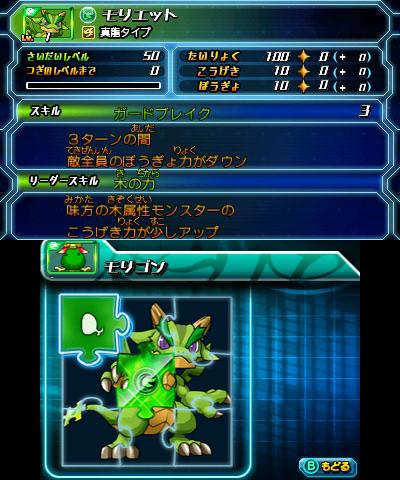 モリエット
Lv. 1
真龍タイプ
さいだいレベル 50
つぎのレベルまで 0
たいりょく 100 0 (+ 0)
こうげき 10 0 (+ 0)
ぼうぎょ 10 0 (+ 0)
スキル ガードブレイク 3
３ターンの間
敵全員のぼうぎょ力がダウン
リーダースキル 木の力
味方の木属性モンスターの
こうげき力が少しアップ
モリゴン
B もどる